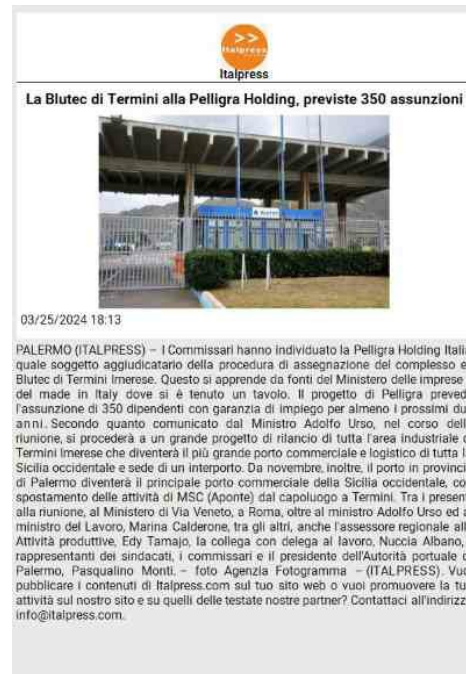 >>
Italpress
Italpress
La Blutec di Termini alla Pelligra Holding, previste 350 assunzioni
BLUTEC
03/25/2024 18:13
PALERMO (ITALPRESS) – I Commissari hanno individuato la Pelligra Holding Itali
quale soggetto aggiudicatario della procedura di assegnazione del complesso e
Blutec di Termini Imerese. Questo si apprende da fonti del Ministero delle imprese
del made in Italy dove si è tenuto un tavolo. Il progetto di Pelligra preved
l'assunzione di 350 dipendenti con garanzia di impiego per almeno i prossimi du
anni. Secondo quanto comunicato dal Ministro Adolfo Urso, nel corso dell
riunione, si procederà a un grande progetto di rilancio di tutta l'area industriale d
Termini Imerese che diventerà il più grande porto commerciale e logistico di tutta l
Sicilia occidentale e sede di un interporto. Da novembre, inoltre, il porto in provinci
di Palermo diventerà il principale porto commerciale della Sicilia occidentale, co
spostamento delle attività di MSC (Aponte) dal capoluogo a Termini. Tra i present
alla riunione, al Ministero di Via Veneto, a Roma, oltre al ministro Adolfo Urso ed a
ministro del Lavoro, Marina Calderone, tra gli altri, anche l'assessore regionale all
Attività produttive, Edy Tamajo, la collega con delega al lavoro, Nuccia Albano,
rappresentanti dei sindacati, i commissari e il presidente dell'Autorità portuale d
Palermo, Pasqualino Monti. – foto Agenzia Fotogramma – (ITALPRESS). Vuo
pubblicare i contenuti di Italpress.com sul tuo sito web o vuoi promuovere la tu
attività sul nostro sito e su quelli delle testate nostre partner? Contattaci all'indirizz
info@italpress.com.